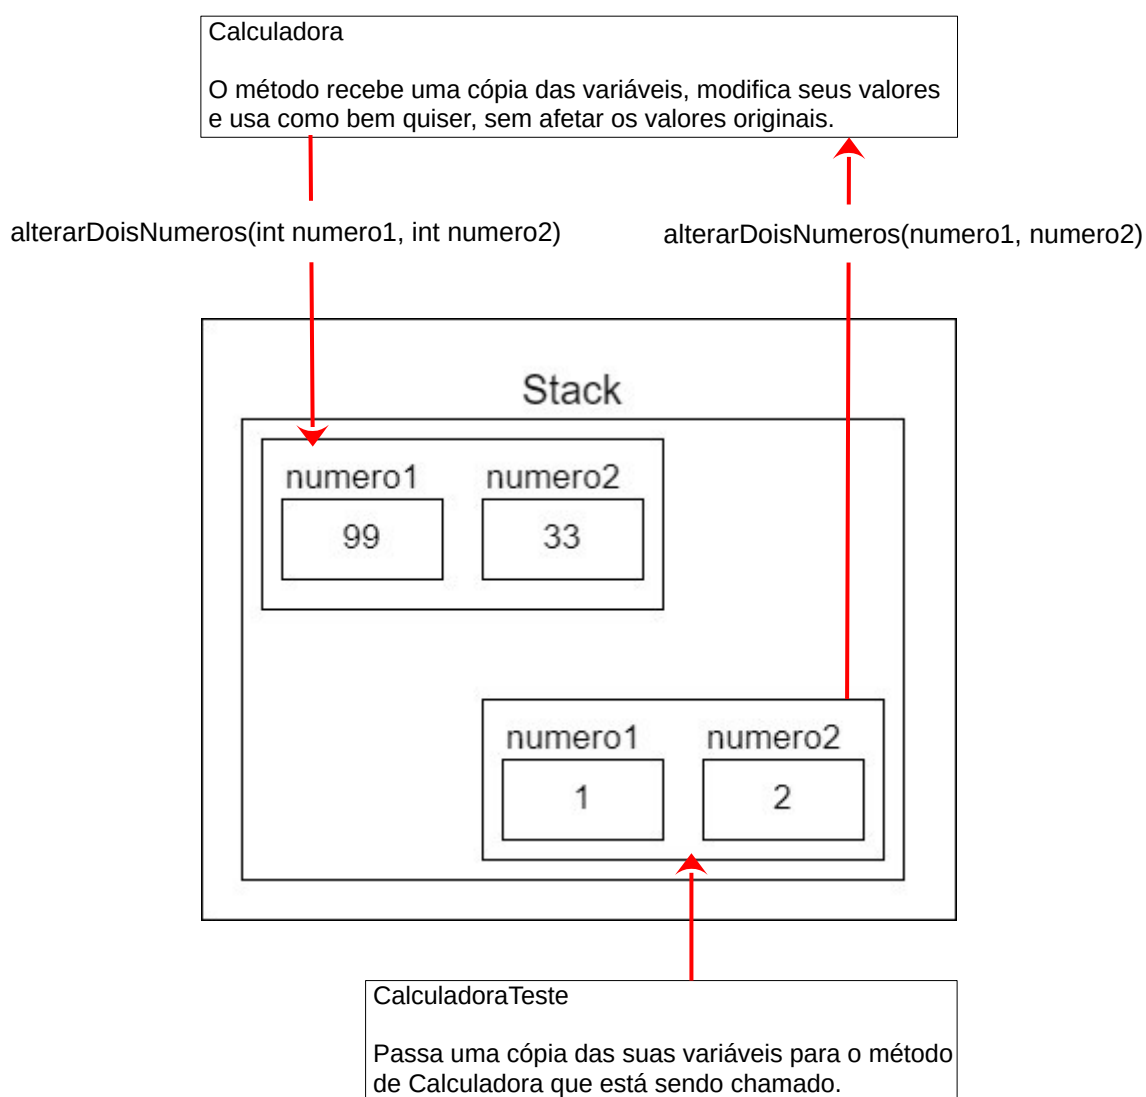 Calculadora
O método recebe uma cópia das variáveis, modifica seus valores
e usa como bem quiser, sem afetar os valores originais.
alterarDoisNumeros(int numero1, int numero2)
alterarDoisNumeros(numero1, numero2)
Stack
numero1 numero2
99 33
numero1 numero2
1 2
CalculadoraTeste
Passa uma cópia das suas variáveis para o método
de Calculadora que está sendo chamado.